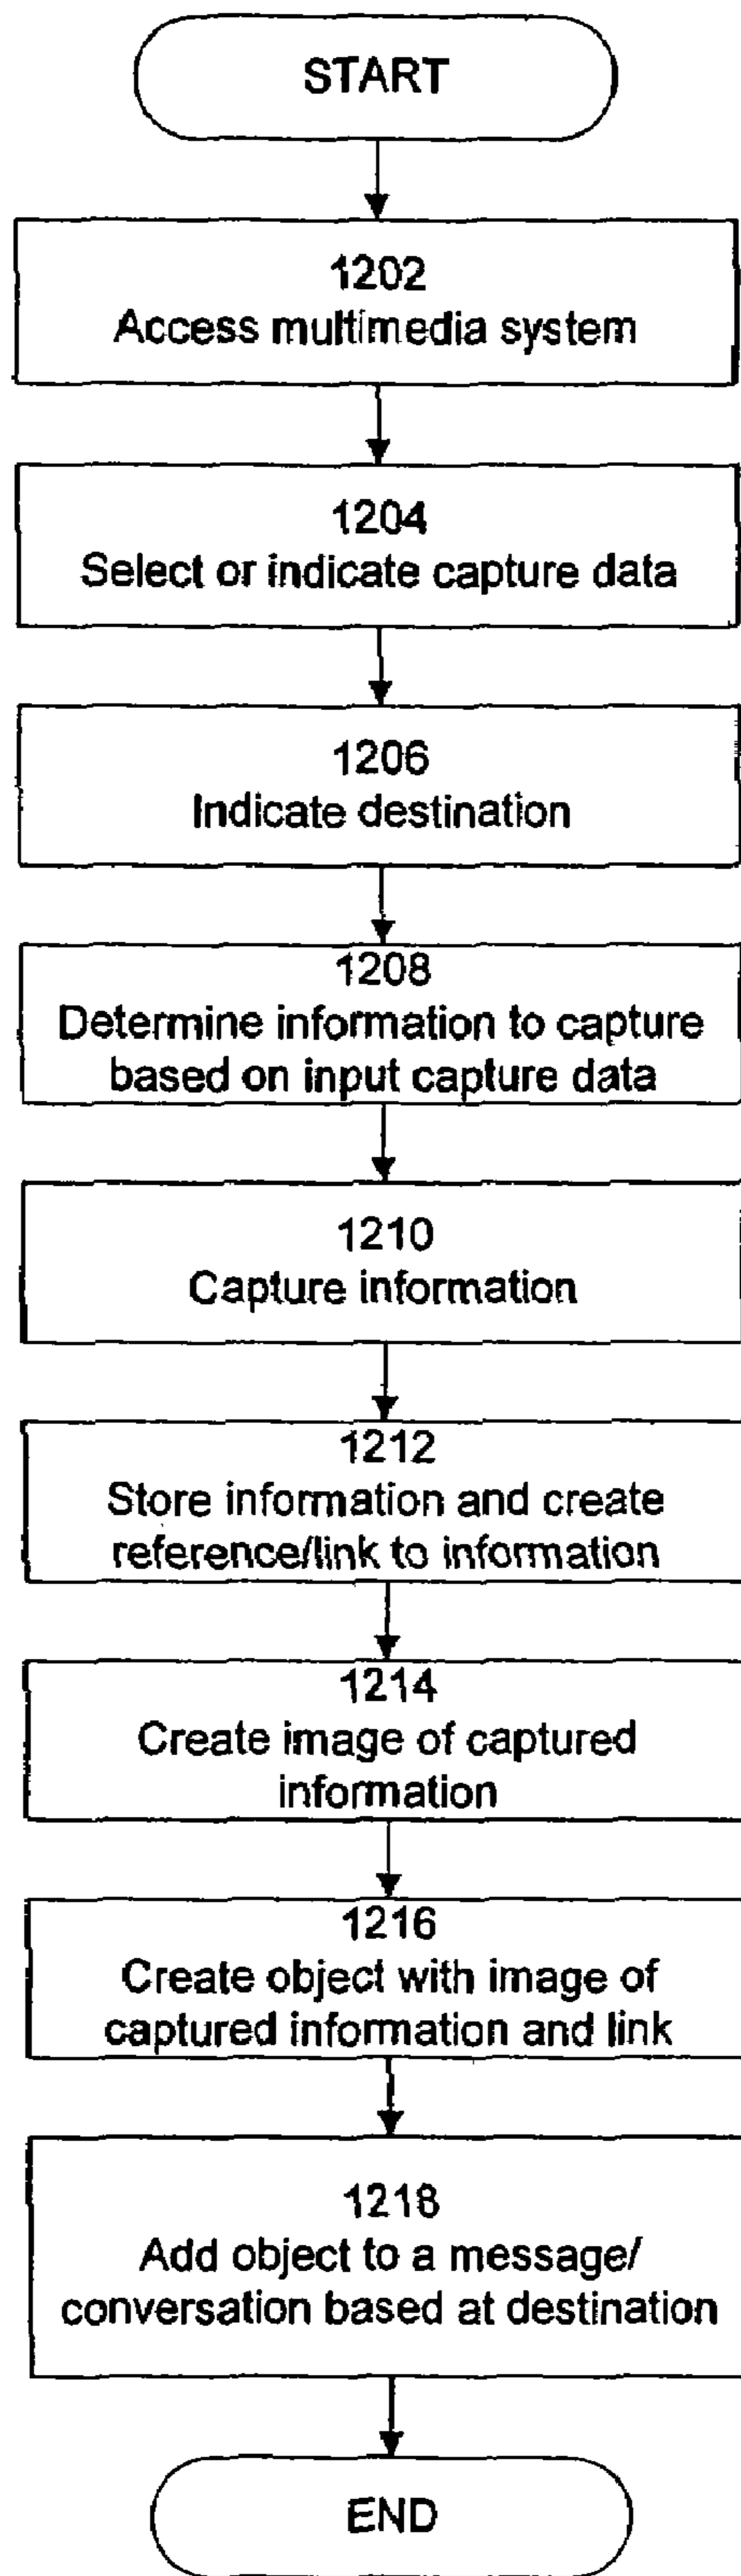 START
1202
Access multimedia system
1204
Select or indicate capture data
1206
Indicate destination
1208
Determine information to capture
based on input capture data
1210
Capture information
1212
Store information and create
reference/link to information
1214
Create image of captured
information
1216
Create object with image of
captured information and link
1218
Add object to a message/
conversation based at destination
END